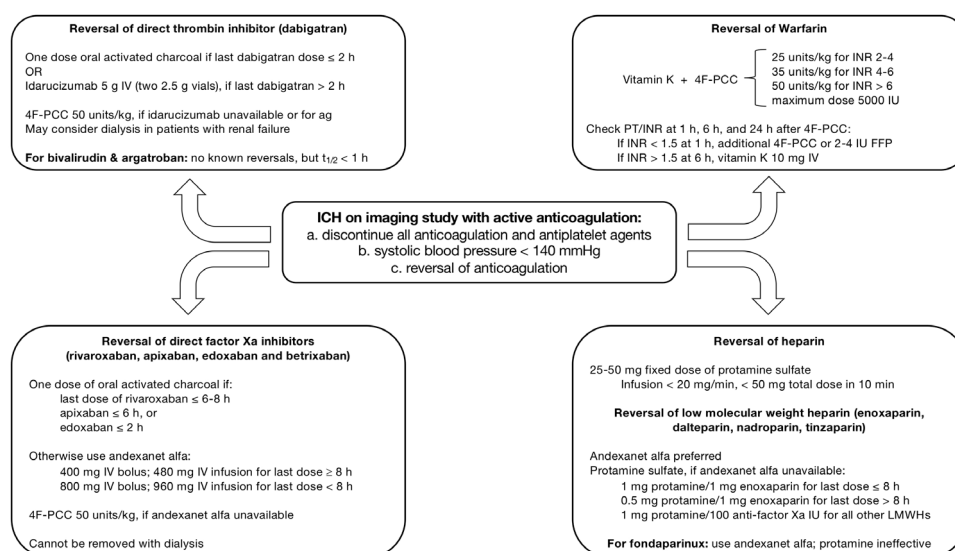 Reversal of direct thrombin inhibitor (dabigatran)
One dose oral activated charcoal if last dabigatran dose ≤ 2 h
OR
Idarucizumab 5 g IV (two 2.5 g vials), if last dabigatran > 2 h
4F-PCC 50 units/kg, if idarucizumab unavailable or for ag
May consider dialysis in patients with renal failure
For bivalirudin & argatroban: no known reversals, but t1/2 < 1 h
Reversal of Warfarin
Vitamin K + 4F-PCC
25 units/kg for INR 2-4
35 units/kg for INR 4-6
50 units/kg for INR > 6
maximum dose 5000 IU
Check PT/INR at 1 h, 6 h, and 24 h after 4F-PCC:
If INR < 1.5 at 1 h, additional 4F-PCC or 2-4 IU FFP
If INR > 1.5 at 6 h, vitamin K 10 mg IV
ICH on imaging study with active anticoagulation:
a. discontinue all anticoagulation and antiplatelet agents
b. systolic blood pressure < 140 mmHg
c. reversal of anticoagulation
Reversal of direct factor Xa inhibitors
(rivaroxaban, apixaban, edoxaban and betrixaban)
One dose of oral activated charcoal if:
last dose of rivaroxaban ≤ 6-8 h
apixaban ≤ 6 h, or
edoxaban ≤ 2 h
Otherwise use andexanet alfa:
400 mg IV bolus; 480 mg IV infusion for last dose ≥ 8 h
800 mg IV bolus; 960 mg IV infusion for last dose < 8 h
4F-PCC 50 units/kg, if andexanet alfa unavailable
Cannot be removed with dialysis
Reversal of heparin
25-50 mg fixed dose of protamine sulfate
Infusion < 20 mg/min, < 50 mg total dose in 10 min
Reversal of low molecular weight heparin (enoxaparin,
dalteparin, nadroparin, tinzaparin)
Andexanet alfa preferred
Protamine sulfate, if andexanet alfa unavailable:
1 mg protamine/1 mg enoxaparin for last dose ≤ 8 h
0.5 mg protamine/1 mg enoxaparin for last dose > 8 h
1 mg protamine/100 anti-factor Xa IU for all other LMWHs
For fondaparinux: use andexanet alfa; protamine ineffective